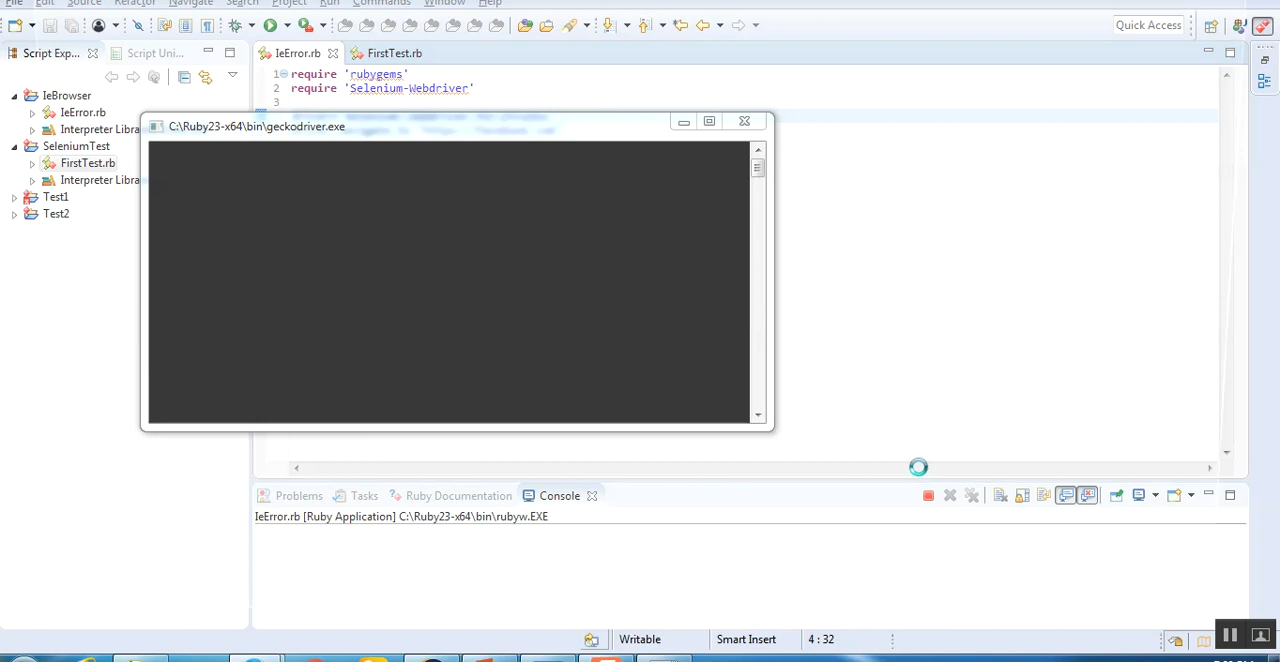 File Edit Source Refactor Navigate Search Project Run Commands Window Help
Quick Access
Script Exp... Script Uni...
IeError.rb FirstTest.rb
IeBrowser
IeError.rb
Interpreter Libra
SeleniumTest
FirstTest.rb
Interpreter Libra
Test1
Test2
1 require 'rubygems'
2 require 'Selenium-Webdriver'
3
C:\Ruby23-x64\bin\geckodriver.exe
Problems Tasks Ruby Documentation Console
IeError.rb [Ruby Application] C:\Ruby23-x64\bin\rubyw.EXE
Writable Smart Insert 4 : 32